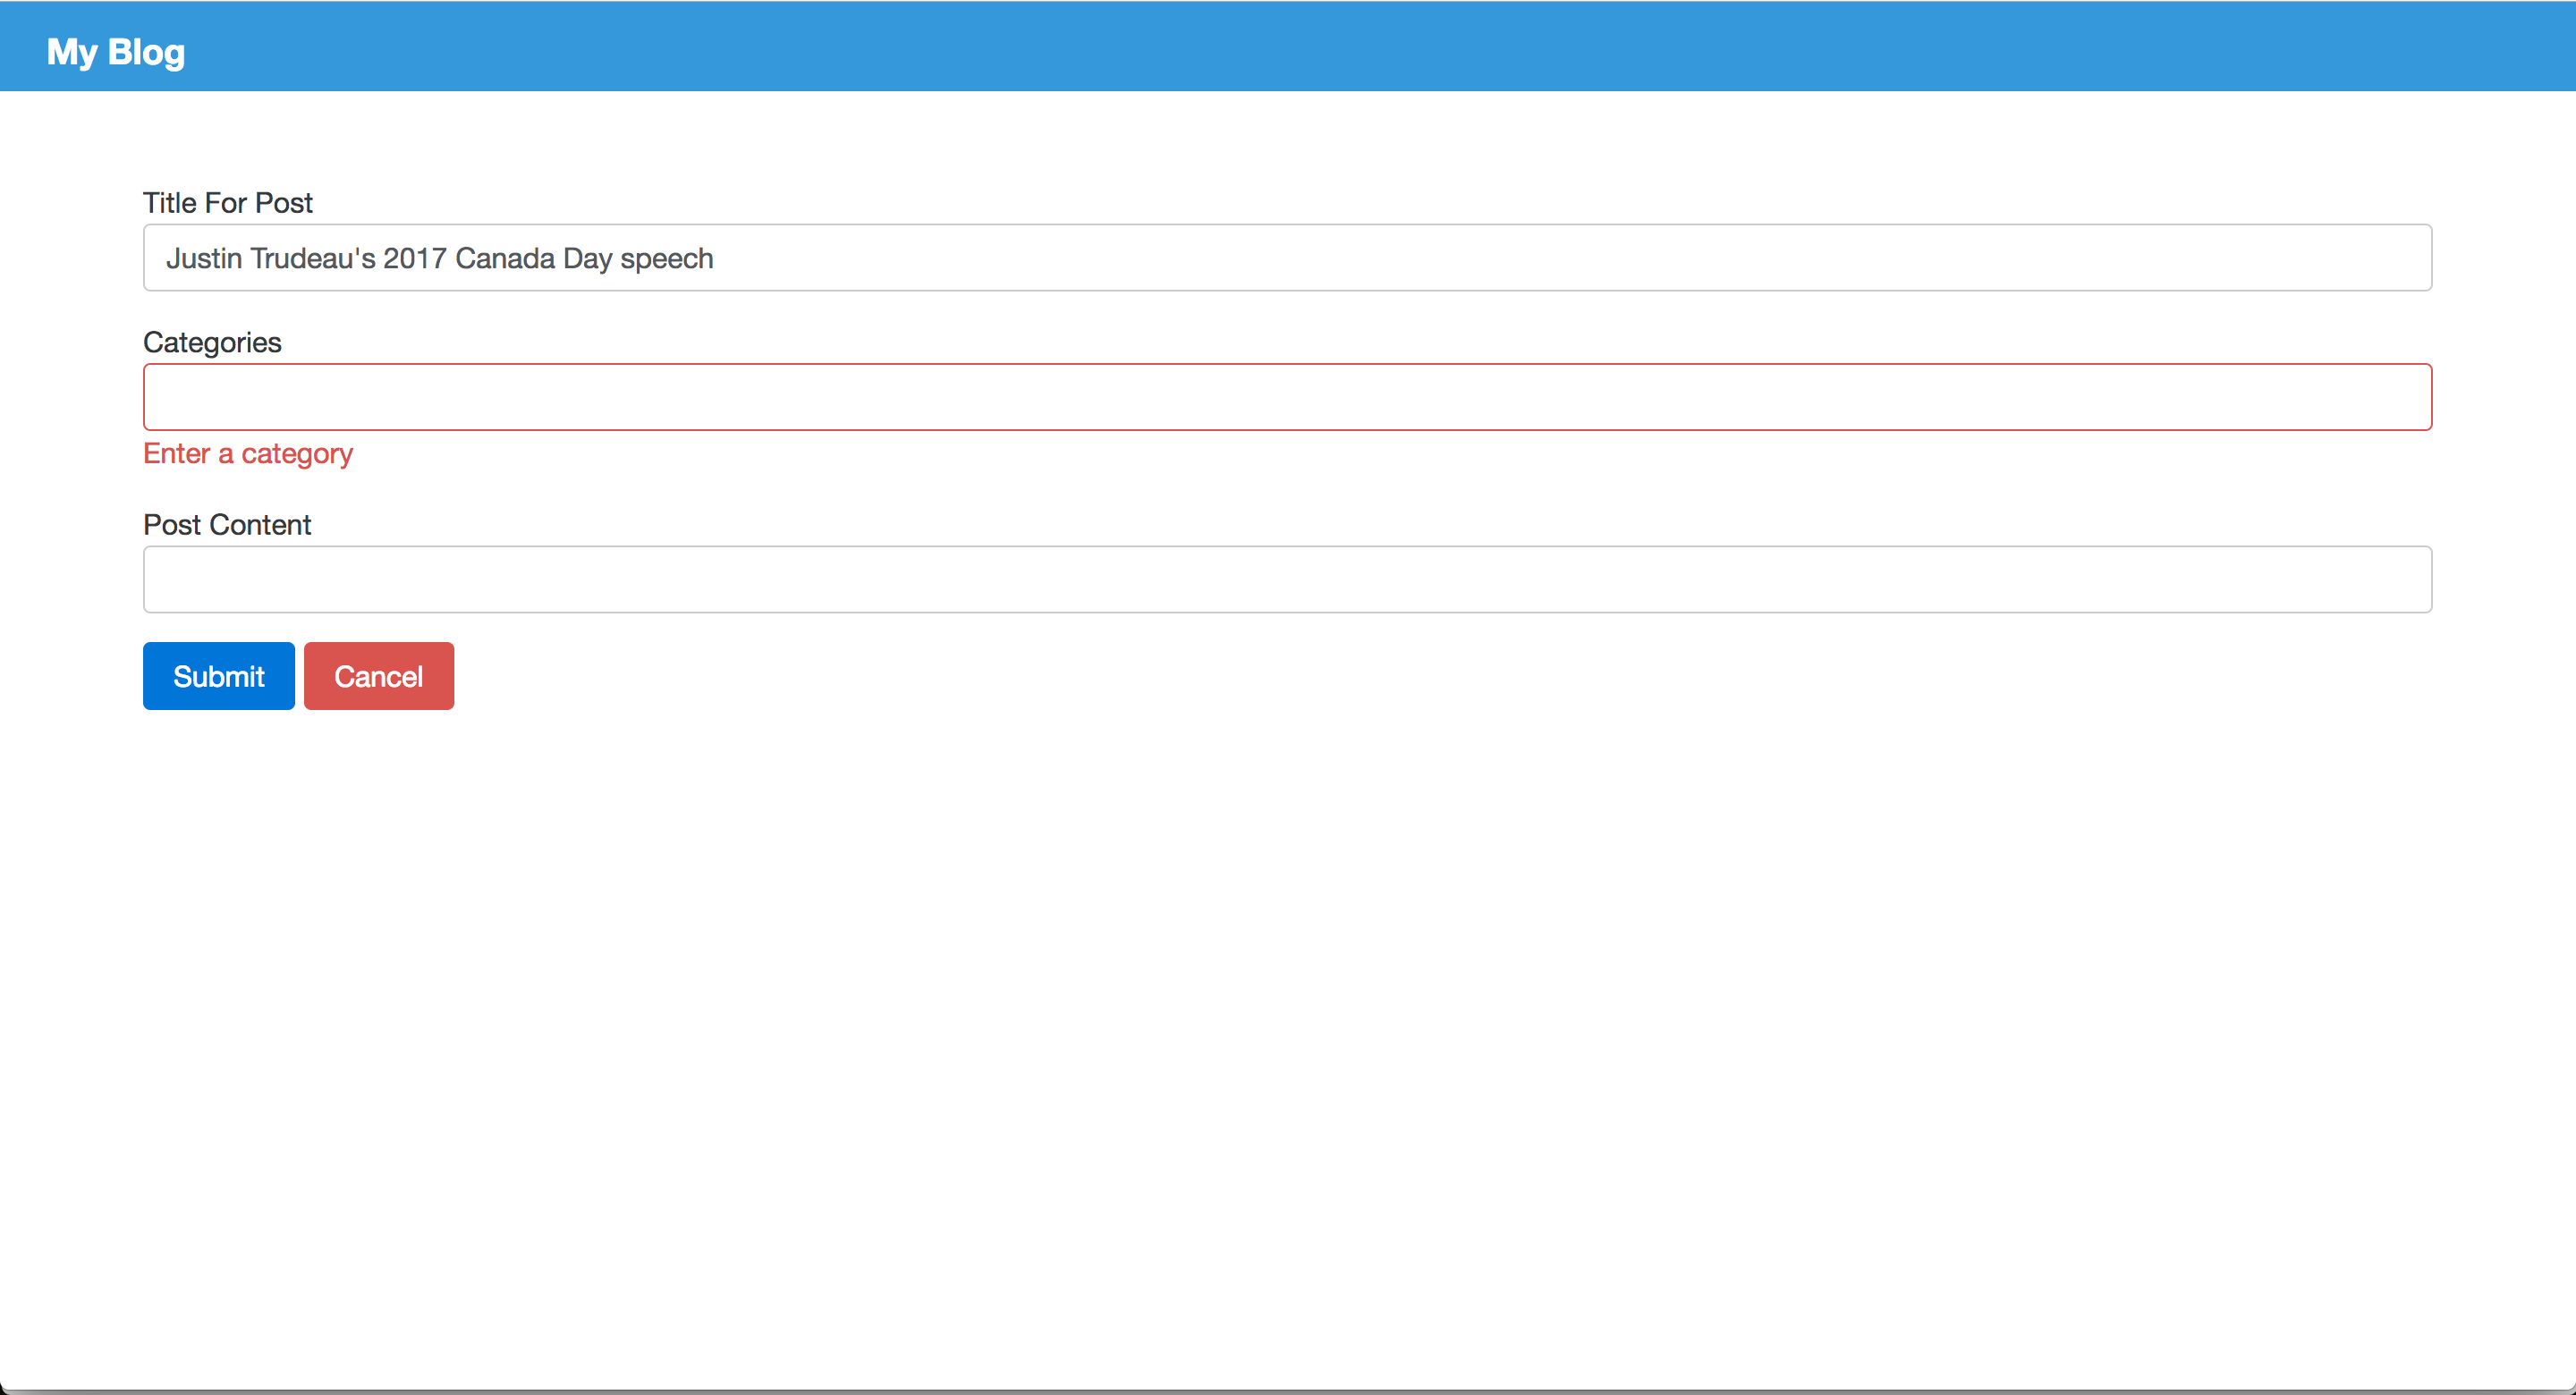 My Blog
Title For Post
Justin Trudeau's 2017 Canada Day speech
Categories
Enter a category
Post Content
Submit Cancel